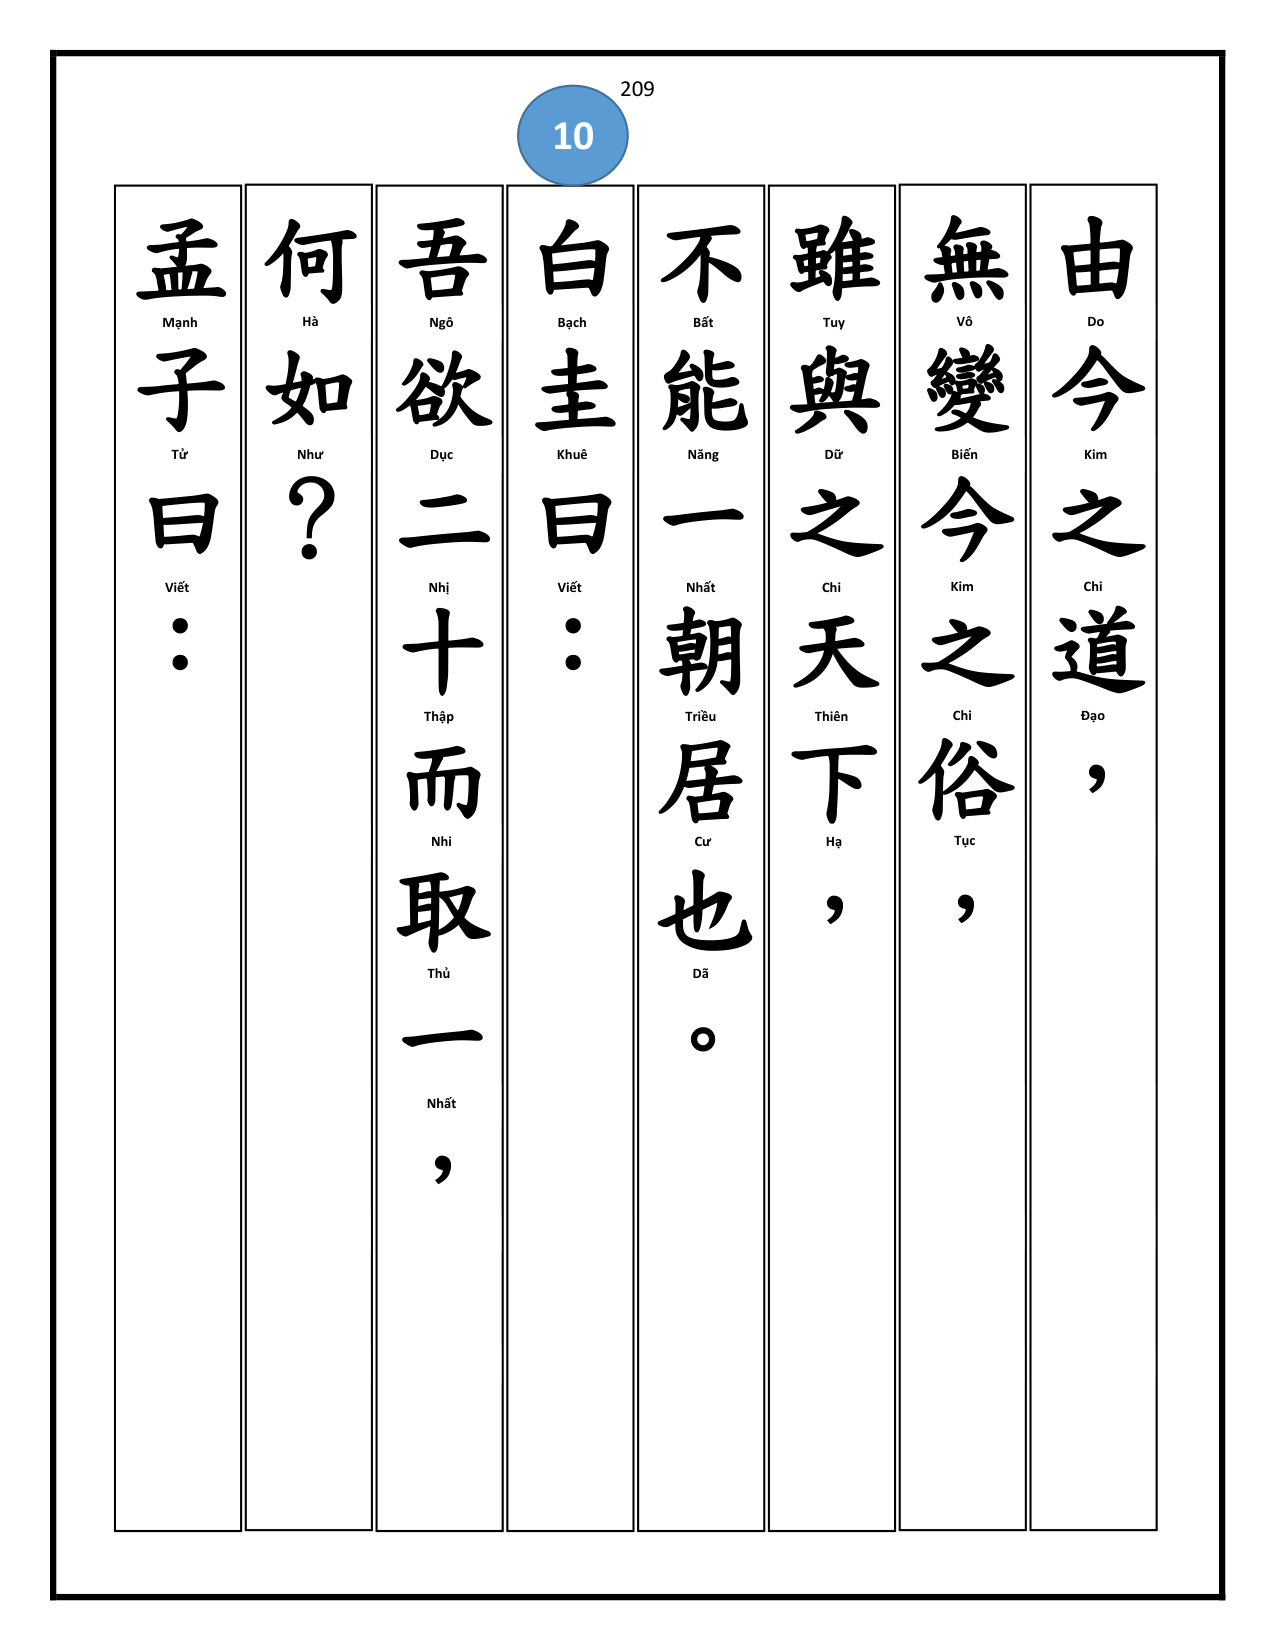 209
10
由今之道，
Do Kim Chi Đạo
無變今之俗，
Vô Biến Kim Chi Tục
雖與之天下，
Tuy Dữ Chi Thiên Hạ
不能一朝居也。
Bất Năng Nhất Triều Cư Dã
白圭曰：
Bạch Khuê Viết
吾欲二十而取一，
Ngô Dục Nhị Thập Nhi Thủ Nhất
何如？
Hà Như
孟子曰：
Mạnh Tử Viết